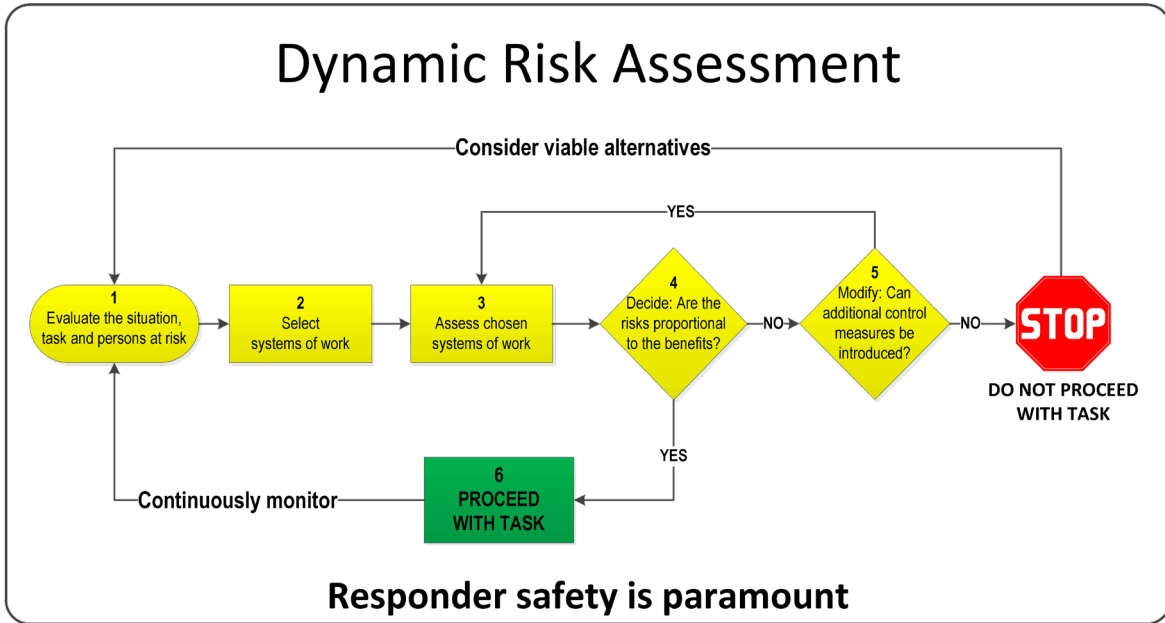 Dynamic Risk Assessment
Consider viable alternatives
YES
1
Evaluate the situation,
task and persons at risk
2
Select
systems of work
3
Assess chosen
systems of work
4
Decide: Are the
risks proportional
to the benefits?
NO
5
Modify: Can
additional control
measures be
introduced?
NO
STOP
DO NOT PROCEED
WITH TASK
YES
6
PROCEED
WITH TASK
Continuously monitor
Responder safety is paramount